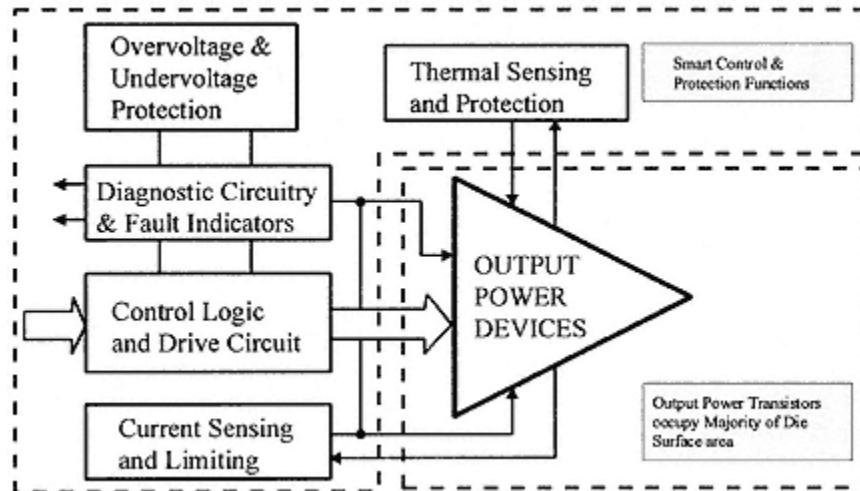 Overvoltage &
Undervoltage
Protection
Thermal Sensing
and Protection
Smart Control &
Protection Functions
Diagnostic Circuitry
& Fault Indicators
OUTPUT
POWER
DEVICES
Control Logic
and Drive Circuit
Current Sensing
and Limiting
Output Power Transistors
occupy Majority of Die
Surface area